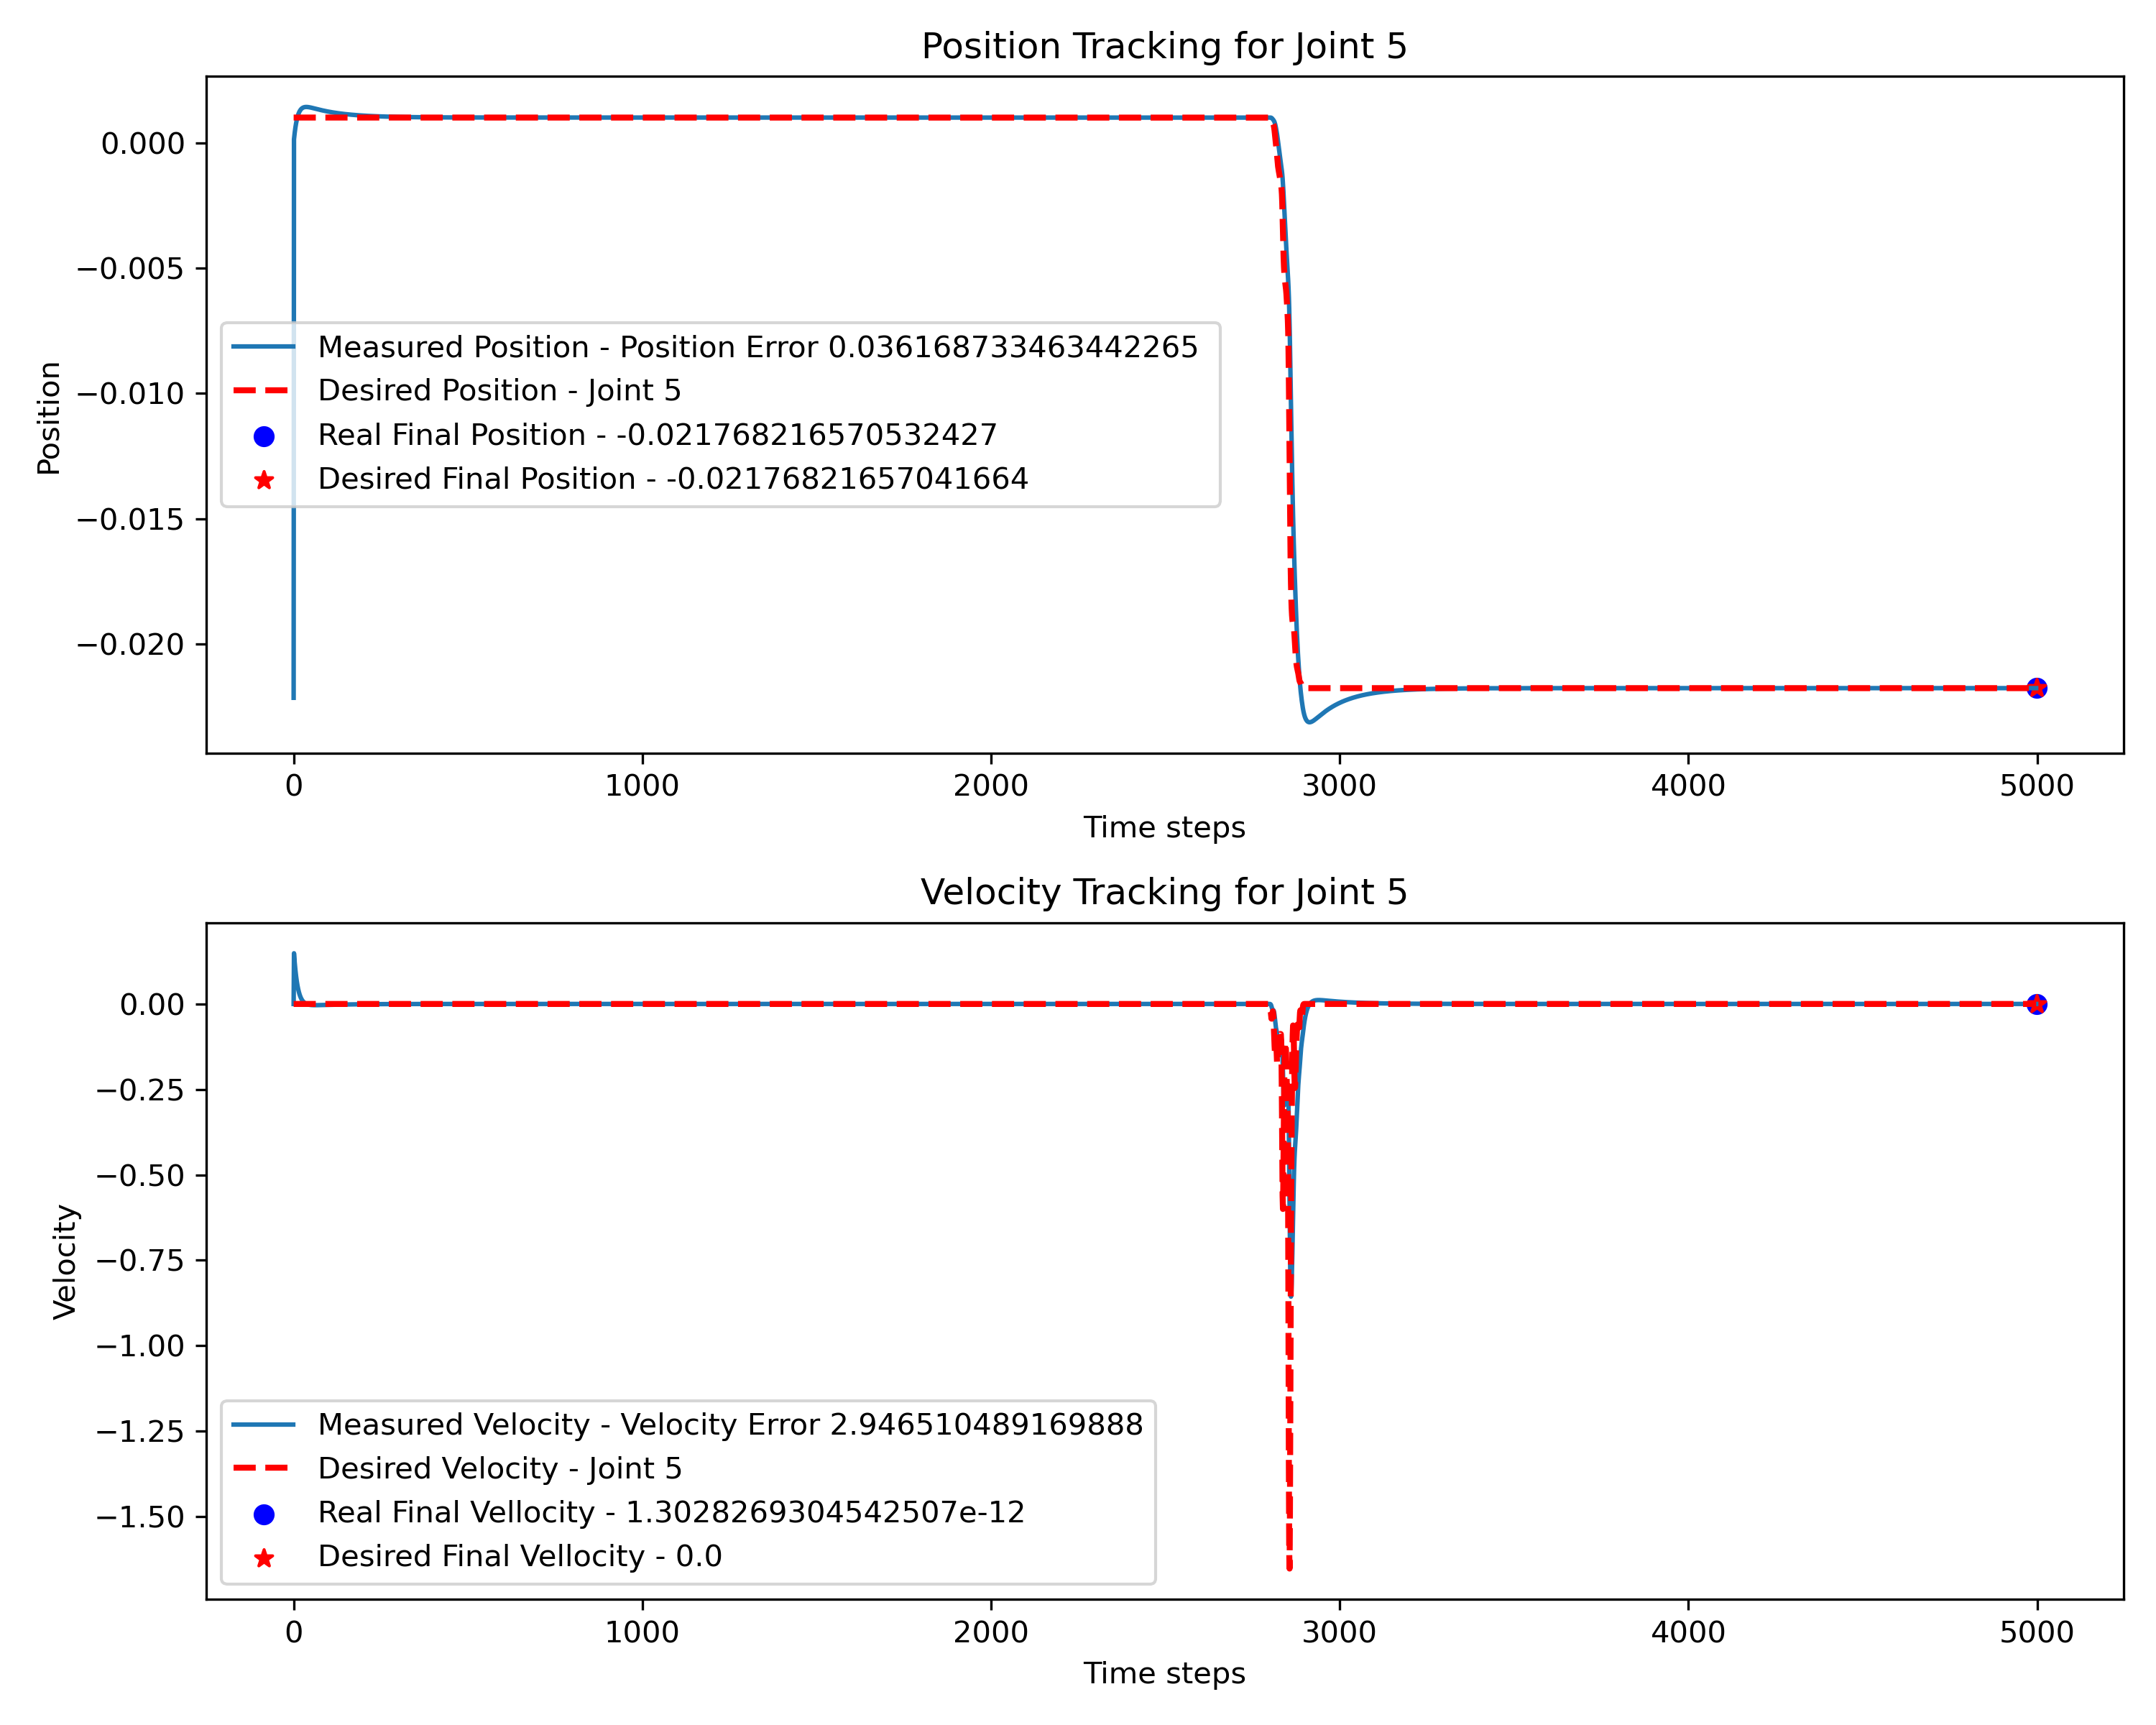 Position Tracking for Joint 5
0.000
−0.005
−0.010
−0.015
−0.020
Position
Measured Position - Position Error 0.036168733463442265
Desired Position - Joint 5
Real Final Position - -0.021768216570532427
Desired Final Position - -0.02176821657041664
0 1000 2000 3000 4000 5000
Time steps
Velocity Tracking for Joint 5
0.00
−0.25
−0.50
−0.75
−1.00
−1.25
−1.50
Velocity
Measured Velocity - Velocity Error 2.946510489169888
Desired Velocity - Joint 5
Real Final Vellocity - 1.3028269304542507e-12
Desired Final Vellocity - 0.0
0 1000 2000 3000 4000 5000
Time steps